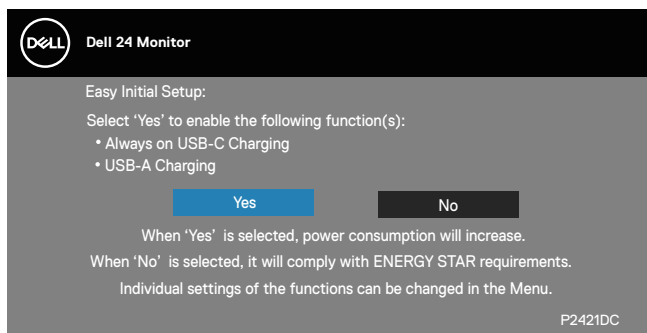 DELL
Dell 24 Monitor
Easy Initial Setup:
Select ‘Yes’ to enable the following function(s):
• Always on USB-C Charging
• USB-A Charging
Yes
No
When ‘Yes’ is selected, power consumption will increase.
When ‘No’ is selected, it will comply with ENERGY STAR requirements.
Individual settings of the functions can be changed in the Menu.
P2421DC